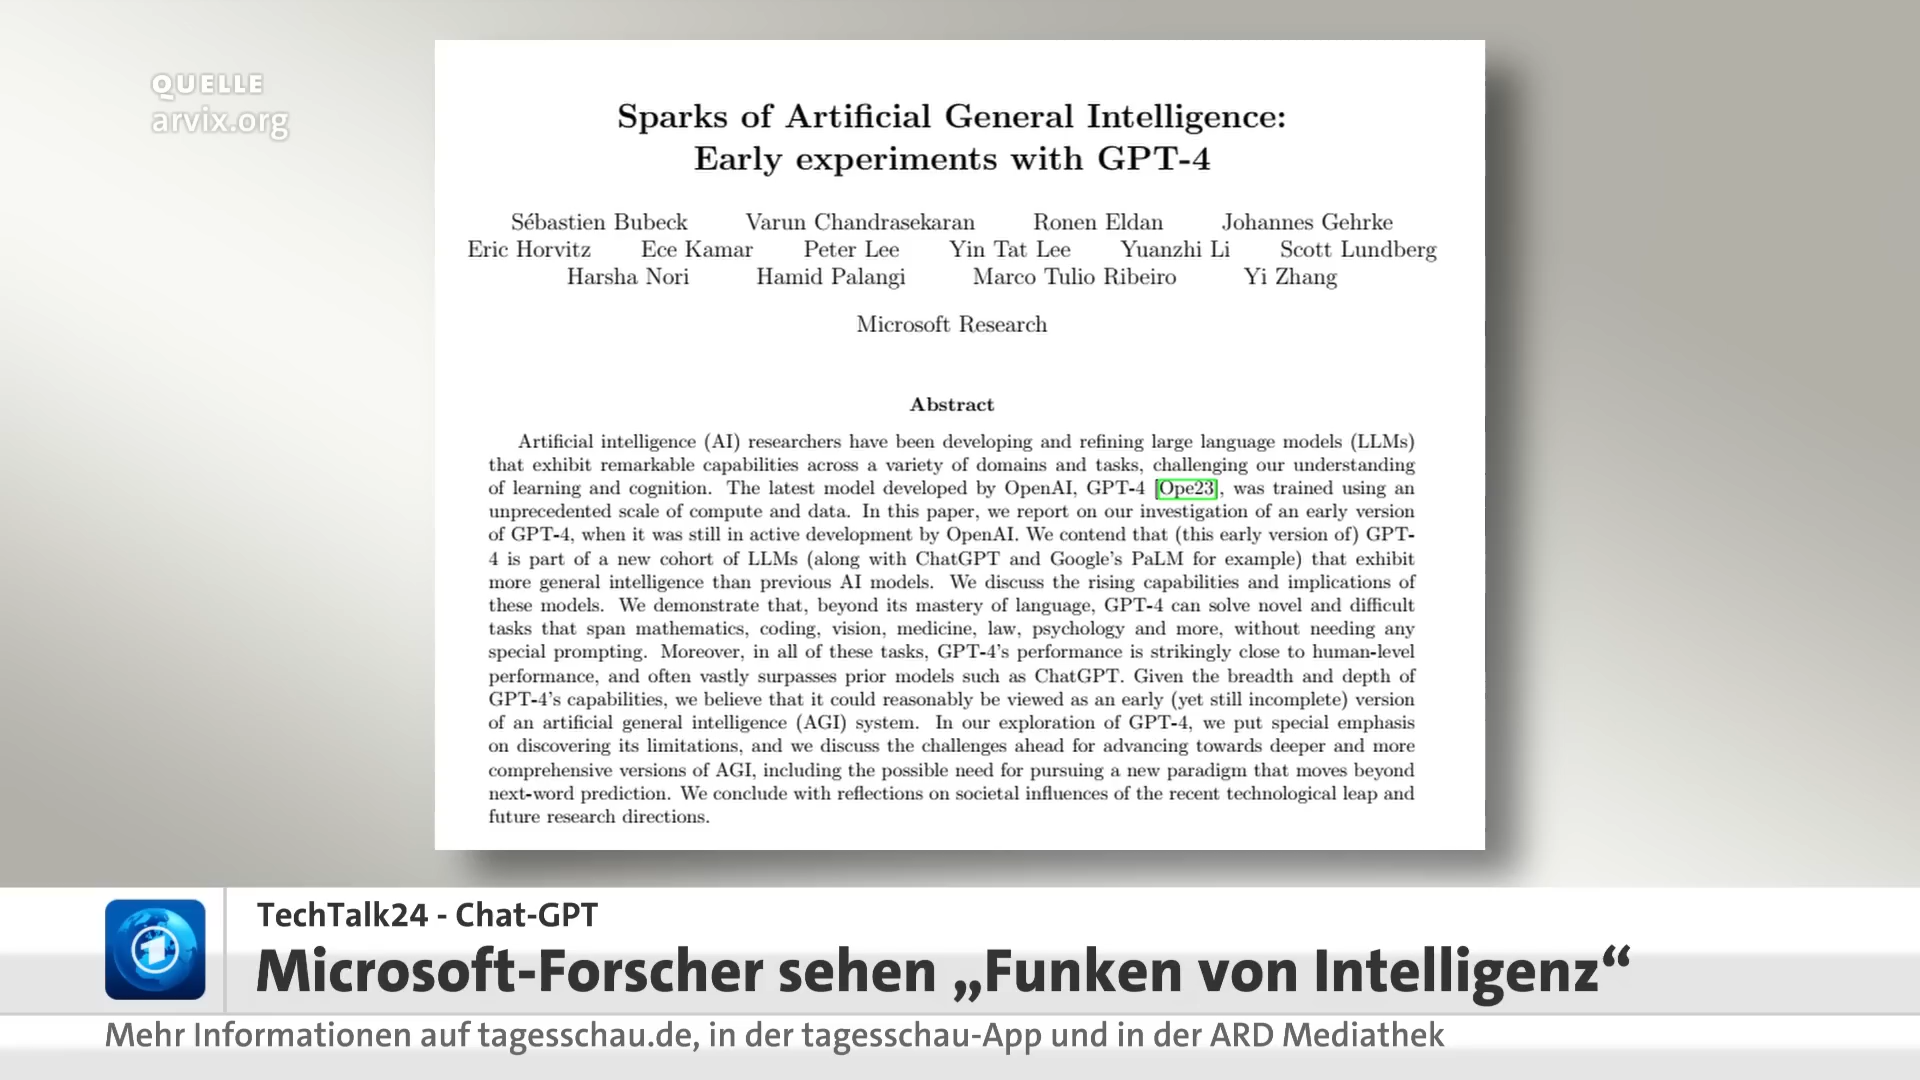 QUELLE
arvix.org
Sparks of Artificial General Intelligence:
Early experiments with GPT-4
Sébastien Bubeck Varun Chandrasekaran Ronen Eldan Johannes Gehrke
Eric Horvitz Ece Kamar Peter Lee Yin Tat Lee Yuanzhi Li Scott Lundberg
Harsha Nori Hamid Palangi Marco Tulio Ribeiro Yi Zhang
Microsoft Research
Abstract
Artificial intelligence (AI) researchers have been developing and refining large language models (LLMs)
that exhibit remarkable capabilities across a variety of domains and tasks, challenging our understanding
of learning and cognition. The latest model developed by OpenAI, GPT-4 [Ope23], was trained using an
unprecedented scale of compute and data. In this paper, we report on our investigation of an early version
of GPT-4, when it was still in active development by OpenAI. We contend that (this early version of) GPT-
4 is part of a new cohort of LLMs (along with ChatGPT and Google's PaLM for example) that exhibit
more general intelligence than previous AI models. We discuss the rising capabilities and implications of
these models. We demonstrate that, beyond its mastery of language, GPT-4 can solve novel and difficult
tasks that span mathematics, coding, vision, medicine, law, psychology and more, without needing any
special prompting. Moreover, in all of these tasks, GPT-4's performance is strikingly close to human-level
performance, and often vastly surpasses prior models such as ChatGPT. Given the breadth and depth of
GPT-4's capabilities, we believe that it could reasonably be viewed as an early (yet still incomplete) version
of an artificial general intelligence (AGI) system. In our exploration of GPT-4, we put special emphasis
on discovering its limitations, and we discuss the challenges ahead for advancing towards deeper and more
comprehensive versions of AGI, including the possible need for pursuing a new paradigm that moves beyond
next-word prediction. We conclude with reflections on societal influences of the recent technological leap and
future research directions.
1
TechTalk24 - Chat-GPT
Microsoft-Forscher sehen „Funken von Intelligenz“
Mehr Informationen auf tagesschau.de, in der tagesschau-App und in der ARD Mediathek